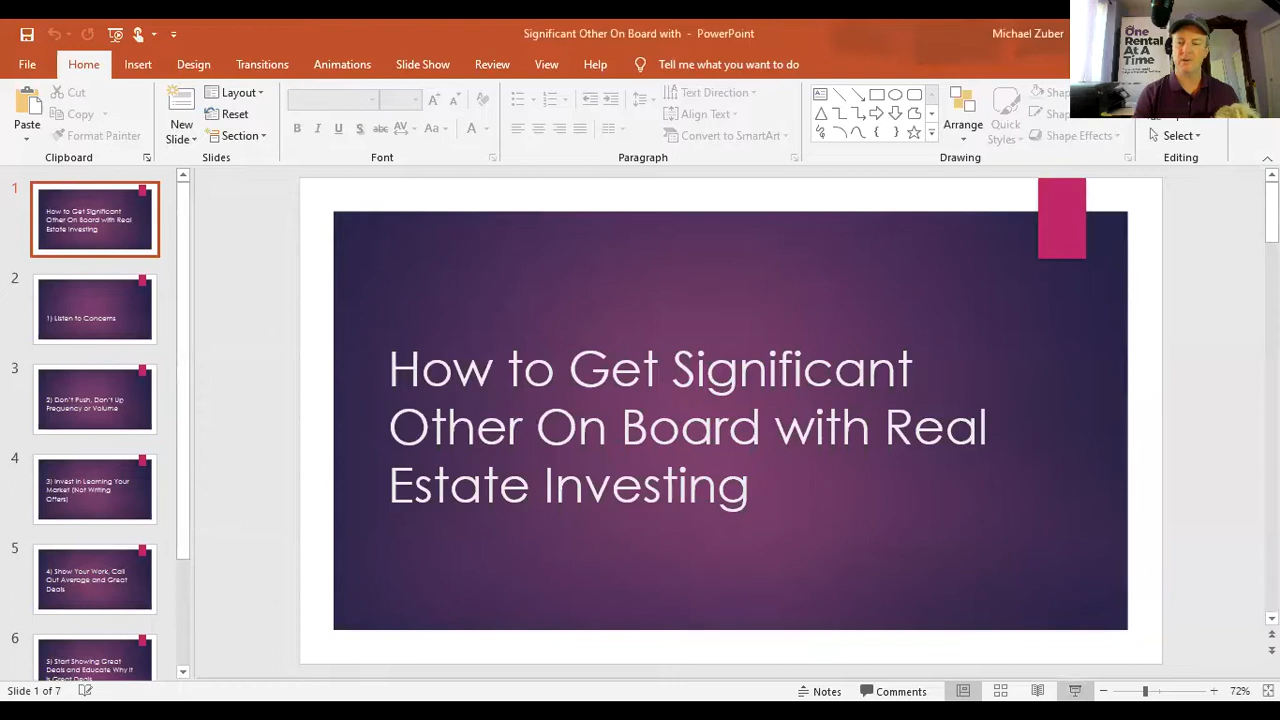 Significant Other On Board with - PowerPoint
Michael Zuber
File
Home
Insert
Design
Transitions
Animations
Slide Show
Review
View
Help
Tell me what you want to do
Paste
Cut
Copy
Format Painter
Clipboard
New
Slide
Layout
Reset
Section
Slides
Font
Text Direction
Align Text
Convert to SmartArt
Paragraph
Arrange
Quick
Styles
Shape Effects
Drawing
Select
Editing
One
Rental
At A
Time
1
How to Get Significant
Other On Board with Real
Estate Investing
2
1) Listen to Concerns
3
2) Don't Push, Don't Up
Frequency or Volume
4
3) Invest In Learning Your
Market (Not Writing
Offers)
5
4) Show Your Work, Call
Out Average and Great
Deals
6
5) Start Showing Great
Deals and Educate Why It
is Great Deals
How to Get Significant
Other On Board with Real
Estate Investing
Slide 1 of 7
Notes
Comments
72%